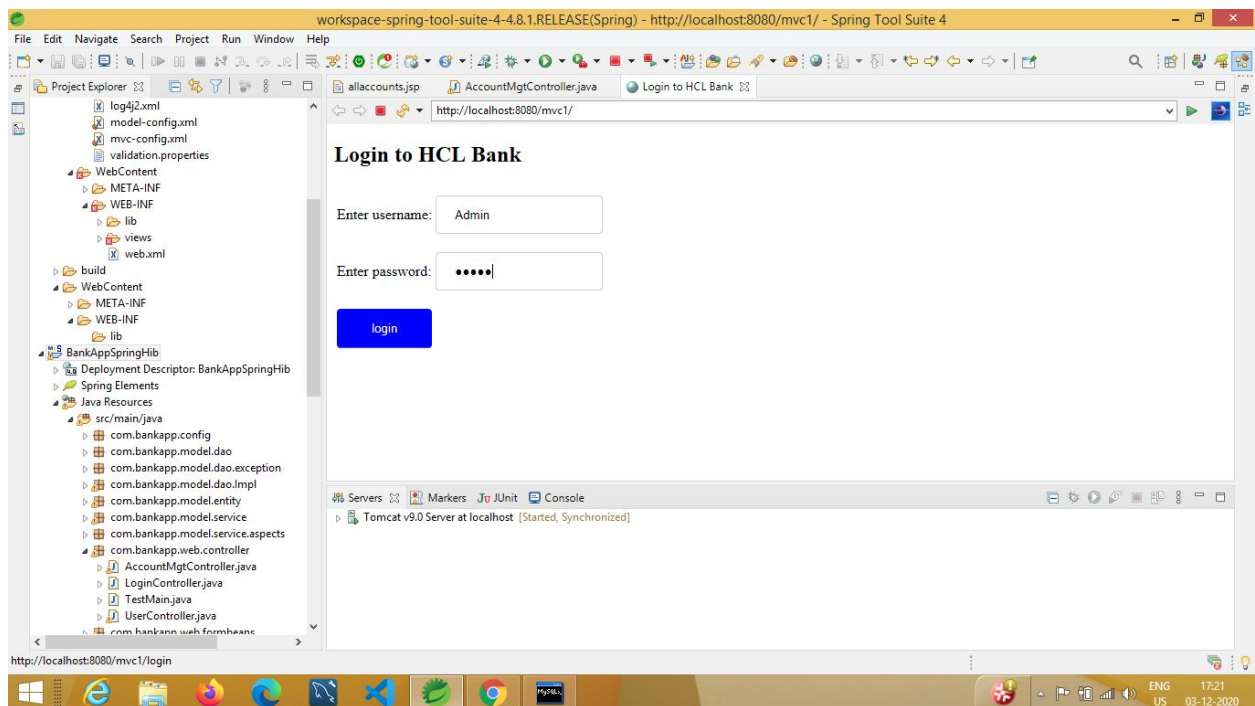 workspace-spring-tool-suite-4-4.8.1.RELEASE(Spring) - http://localhost:8080/mvc1/ - Spring Tool Suite 4
File Edit Navigate Search Project Run Window Help
Project Explorer
log4j2.xml
model-config.xml
mvc-config.xml
validation.properties
WebContent
META-INF
WEB-INF
lib
views
web.xml
build
WebContent
META-INF
WEB-INF
lib
BankAppSpringHib
Deployment Descriptor: BankAppSpringHib
Spring Elements
Java Resources
src/main/java
com.bankapp.config
com.bankapp.model.dao
com.bankapp.model.dao.exception
com.bankapp.model.dao.Impl
com.bankapp.model.entity
com.bankapp.model.service
com.bankapp.model.service.aspects
com.bankapp.web.controller
AccountMgtController.java
LoginController.java
TestMain.java
UserController.java
com.bankapp.web.formbeans
allaccounts.jsp AccountMgtController.java Login to HCL Bank
http://localhost:8080/mvc1/
Login to HCL Bank
Enter username: Admin
Enter password: •••••
login
Servers Markers JUnit Console
Tomcat v9.0 Server at localhost [Started, Synchronized]
http://localhost:8080/mvc1/login
ENG 17:21
US 03-12-2020